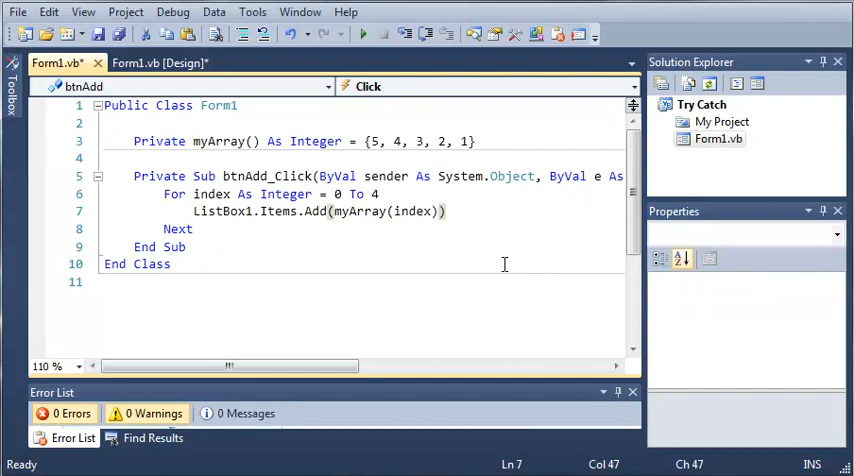 File Edit View Project Debug Data Tools Window Help
Form1.vb* Form1.vb [Design]*
Solution Explorer
Toolbox
btnAdd Click
Try Catch
My Project
Form1.vb
1 Public Class Form1
2
3 Private myArray() As Integer = {5, 4, 3, 2, 1}
4
5 Private Sub btnAdd_Click(ByVal sender As System.Object, ByVal e As
6 For index As Integer = 0 To 4
7 ListBox1.Items.Add(myArray(index))
8 Next
9 End Sub
10 End Class
11
Properties
110 %
Error List
0 Errors 0 Warnings 0 Messages
Error List Find Results
Ln 7 Col 47 Ch 47 INS